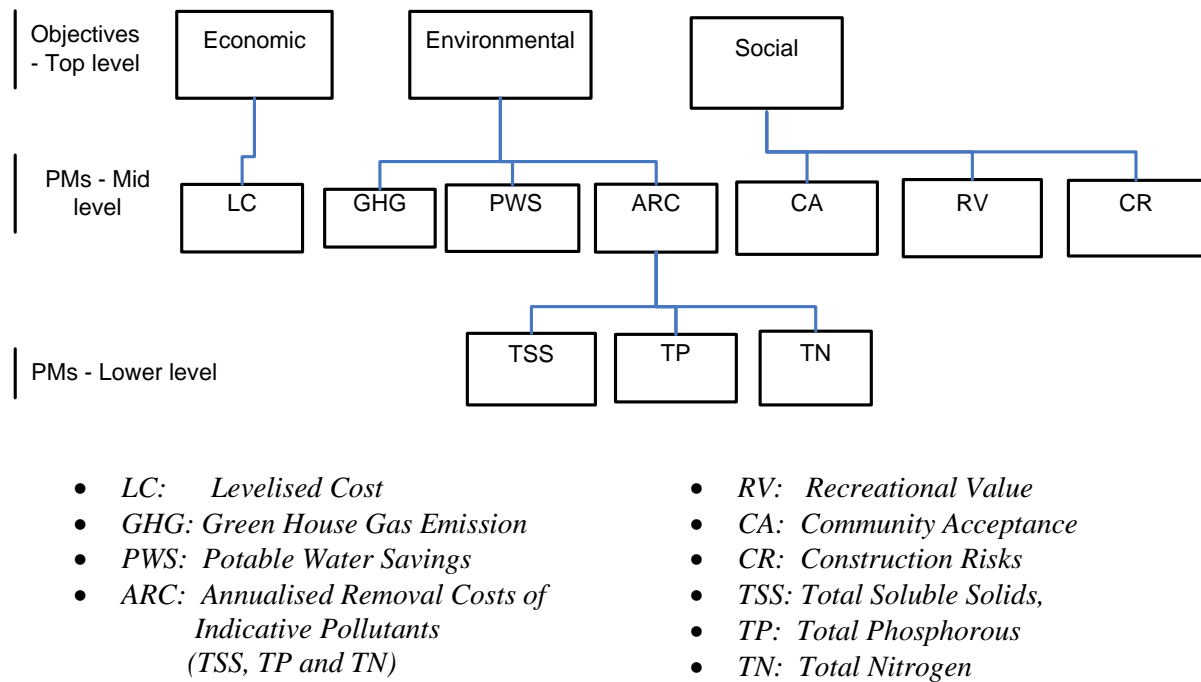 Objectives
- Top level
Economic
Environmental
Social
PMs - Mid
level
LC
GHG
PWS
ARC
CA
RV
CR
PMs - Lower level
TSS
TP
TN
• LC: Levelised Cost
• GHG: Green House Gas Emission
• PWS: Potable Water Savings
• ARC: Annualised Removal Costs of
Indicative Pollutants
(TSS, TP and TN)
• RV: Recreational Value
• CA: Community Acceptance
• CR: Construction Risks
• TSS: Total Soluble Solids,
• TP: Total Phosphorous
• TN: Total Nitrogen